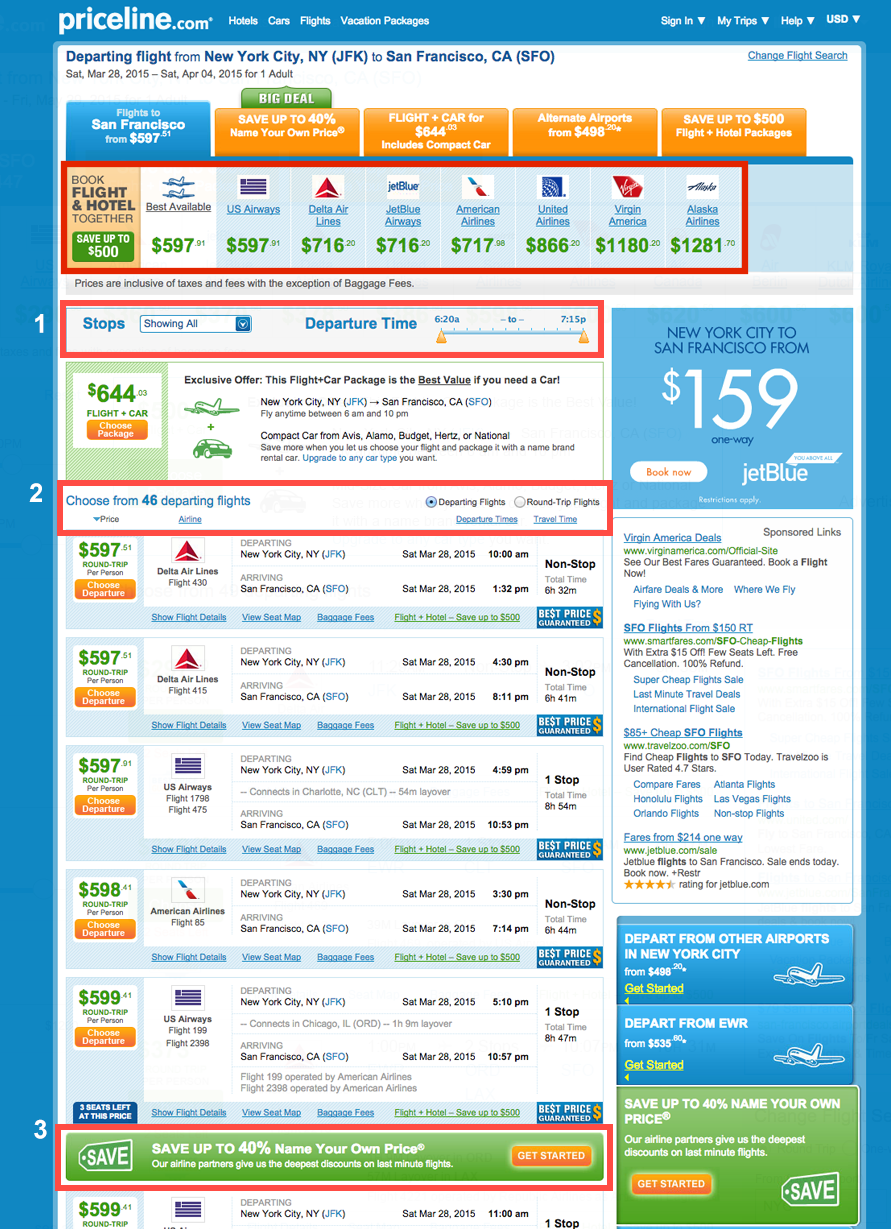 priceline.com®
Hotels Cars Flights Vacation Packages
Sign In ▼ My Trips ▼ Help ▼ USD ▼
Departing flight from New York City, NY (JFK) to San Francisco, CA (SFO)
Change Flight Search
Sat, Mar 28, 2015 – Sat, Apr 04, 2015 for 1 Adult
Flights to
San Francisco
from $597.51
BIG DEAL
SAVE UP TO 40%
Name Your Own Price®
FLIGHT + CAR for
$644.03
Includes Compact Car
Alternate Airports
from $498.20*
SAVE UP TO $500
Flight + Hotel Packages
BOOK
FLIGHT
& HOTEL
TOGETHER
SAVE UP TO
$500
Best Available
$597.91
US Airways
$597.91
Delta Air
Lines
$716.20
jetBlue
JetBlue
Airways
$716.20
American
Airlines
$717.98
United
Airlines
$866.20
Virgin
Virgin
America
$1180.20
Alaska
Alaska
Airlines
$1281.70
Prices are inclusive of taxes and fees with the exception of Baggage Fees.
1
Stops
Showing All
Departure Time
6:20a – to – 7:15p
$644.03
FLIGHT + CAR
Choose
Package
Exclusive Offer: This Flight+Car Package is the Best Value if you need a Car!
New York City, NY (JFK) → San Francisco, CA (SFO)
Fly anytime between 6 am and 10 pm
+
Compact Car from Avis, Alamo, Budget, Hertz, or National
Save more when you let us choose your flight and package it with a name brand
rental car. Upgrade to any car type you want.
2
Choose from 46 departing flights
Departing Flights Round-Trip Flights
Price Airline Departure Times Travel Time
$597.51
ROUND-TRIP
Per Person
Choose
Departure
Delta Air Lines
Flight 430
DEPARTING
New York City, NY (JFK) Sat Mar 28, 2015 10:00 am
ARRIVING
San Francisco, CA (SFO) Sat Mar 28, 2015 1:32 pm
Non-Stop
Total Time
6h 32m
Show Flight Details View Seat Map Baggage Fees Flight + Hotel – Save up to $500
BEST PRICE
GUARANTEED $
$597.51
ROUND-TRIP
Per Person
Choose
Departure
Delta Air Lines
Flight 415
DEPARTING
New York City, NY (JFK) Sat Mar 28, 2015 4:30 pm
ARRIVING
San Francisco, CA (SFO) Sat Mar 28, 2015 8:11 pm
Non-Stop
Total Time
6h 41m
Show Flight Details View Seat Map Baggage Fees Flight + Hotel – Save up to $500
BEST PRICE
GUARANTEED $
$597.91
ROUND-TRIP
Per Person
Choose
Departure
US Airways
Flight 1798
Flight 475
DEPARTING
New York City, NY (JFK) Sat Mar 28, 2015 4:59 pm
-- Connects in Charlotte, NC (CLT) -- 54m layover
ARRIVING
San Francisco, CA (SFO) Sat Mar 28, 2015 10:53 pm
1 Stop
Total Time
8h 54m
Show Flight Details View Seat Map Baggage Fees Flight + Hotel – Save up to $500
BEST PRICE
GUARANTEED $
$598.41
ROUND-TRIP
Per Person
Choose
Departure
American Airlines
Flight 85
DEPARTING
New York City, NY (JFK) Sat Mar 28, 2015 3:30 pm
ARRIVING
San Francisco, CA (SFO) Sat Mar 28, 2015 7:14 pm
Non-Stop
Total Time
6h 44m
Show Flight Details View Seat Map Baggage Fees Flight + Hotel – Save up to $500
BEST PRICE
GUARANTEED $
$599.41
ROUND-TRIP
Per Person
Choose
Departure
US Airways
Flight 199
Flight 2398
DEPARTING
New York City, NY (JFK) Sat Mar 28, 2015 5:10 pm
-- Connects in Chicago, IL (ORD) -- 1h 9m layover
ARRIVING
San Francisco, CA (SFO) Sat Mar 28, 2015 10:57 pm
Flight 199 operated by American Airlines
Flight 2398 operated by American Airlines
1 Stop
Total Time
8h 47m
3 SEATS LEFT
AT THIS PRICE
Show Flight Details View Seat Map Baggage Fees Flight + Hotel – Save up to $500
BEST PRICE
GUARANTEED $
3
SAVE
SAVE UP TO 40% Name Your Own Price®
Our airline partners give us the deepest discounts on last minute flights.
GET STARTED
$599.41
ROUND-TRIP
DEPARTING
New York City, NY (JFK) Sat Mar 28, 2015 11:00 am
1 Stop
NEW YORK CITY TO
SAN FRANCISCO FROM
$159
one-way
Book now
YOU ABOVE ALL
jetBlue
Restrictions apply.
Sponsored Links
Virgin America Deals
www.virginamerica.com/Official-Site
See Our Best Fares Guaranteed. Book a Flight
Now!
Airfare Deals & More Where We Fly
Flying With Us?
SFO Flights From $150 RT
www.smartfares.com/SFO-Cheap-Flights
With Extra $15 Off! Few Seats Left. Free
Cancellation. 100% Refund.
Super Cheap Flights Sale
Last Minute Travel Deals
International Flight Sale
$85+ Cheap SFO Flights
www.travelzoo.com/SFO
Find Cheap Flights to SFO Today. Travelzoo is
User Rated 4.7 Stars.
Compare Fares Atlanta Flights
Honolulu Flights Las Vegas Flights
Orlando Flights Non-stop Flights
Fares from $214 one way
www.jetblue.com/sale
Jetblue flights to San Francisco. Sale ends today.
Book now. +Restr
rating for jetblue.com
DEPART FROM OTHER AIRPORTS
IN NEW YORK CITY
from $498.20*
Get Started
DEPART FROM EWR
from $535.60*
Get Started
SAVE UP TO 40% NAME YOUR OWN
PRICE®
Our airline partners give us the deepest
discounts on last minute flights.
GET STARTED
SAVE